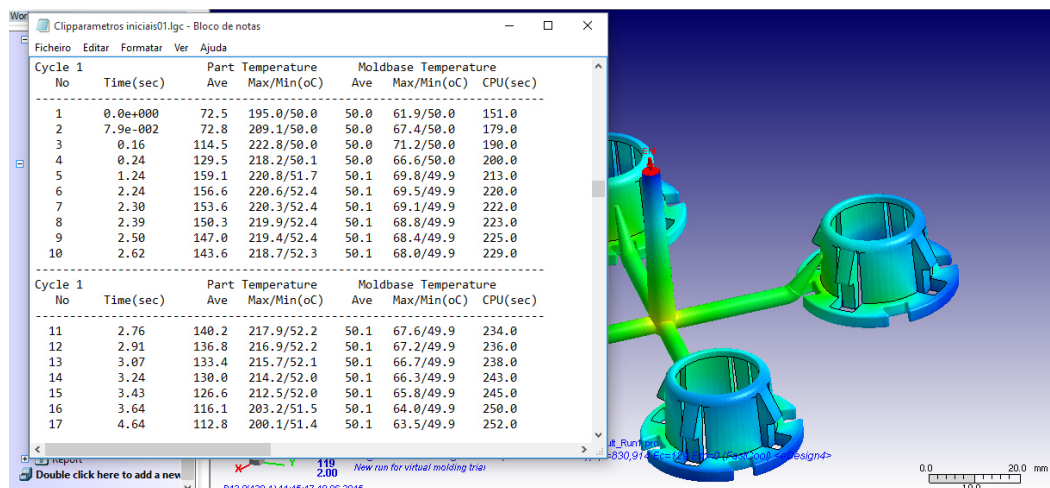 Wor
Clipparametros iniciais01.lgc - Bloco de notas
Ficheiro Editar Formatar Ver Ajuda
Cycle 1 Part Temperature Moldbase Temperature
No Time(sec) Ave Max/Min(oC) Ave Max/Min(oC) CPU(sec)
1 0.0e+000 72.5 195.0/50.0 50.0 61.9/50.0 151.0
2 7.9e-002 72.8 209.1/50.0 50.0 67.4/50.0 179.0
3 0.16 114.5 222.8/50.0 50.0 71.2/50.0 190.0
4 0.24 129.5 218.2/50.1 50.0 66.6/50.0 200.0
5 1.24 159.1 220.8/51.7 50.1 69.8/49.9 213.0
6 2.24 156.6 220.6/52.4 50.1 69.5/49.9 220.0
7 2.30 153.6 220.3/52.4 50.1 69.1/49.9 222.0
8 2.39 150.3 219.9/52.4 50.1 68.8/49.9 223.0
9 2.50 147.0 219.4/52.4 50.1 68.4/49.9 225.0
10 2.62 143.6 218.7/52.3 50.1 68.0/49.9 229.0
Cycle 1 Part Temperature Moldbase Temperature
No Time(sec) Ave Max/Min(oC) Ave Max/Min(oC) CPU(sec)
11 2.76 140.2 217.9/52.2 50.1 67.6/49.9 234.0
12 2.91 136.8 216.9/52.2 50.1 67.2/49.9 236.0
13 3.07 133.4 215.7/52.1 50.1 66.7/49.9 238.0
14 3.24 130.0 214.2/52.0 50.1 66.3/49.9 243.0
15 3.43 126.6 212.5/52.0 50.1 65.8/49.9 245.0
16 3.64 116.1 203.2/51.5 50.1 64.0/49.9 250.0
17 4.64 112.8 200.1/51.4 50.1 63.5/49.9 252.0
Report
Double click here to add a new
119
2.00
New run for virtual molding trial
(FastCool)
0.0 20.0 mm
10.0